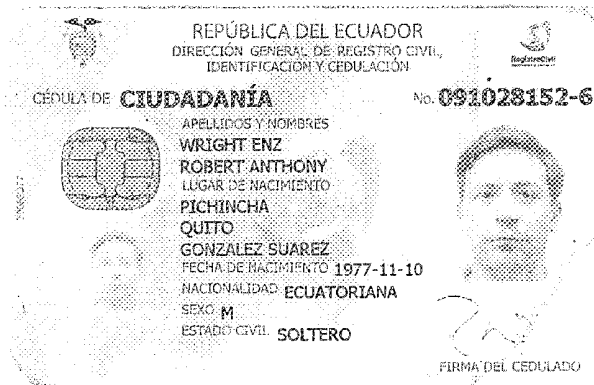 REPÚBLICA DEL ECUADOR
DIRECCIÓN GENERAL DE REGISTRO CIVIL,
IDENTIFICACIÓN Y CEDULACIÓN
RegistroCivil
CÉDULA DE CIUDADANÍA
No. 091028152-6
APELLIDOS Y NOMBRES
WRIGHT ENZ
ROBERT ANTHONY
LUGAR DE NACIMIENTO
PICHINCHA
QUITO
GONZALEZ SUAREZ
FECHA DE NACIMIENTO 1977-11-10
NACIONALIDAD ECUATORIANA
SEXO M
ESTADO CIVIL SOLTERO
FIRMA DEL CEDULADO